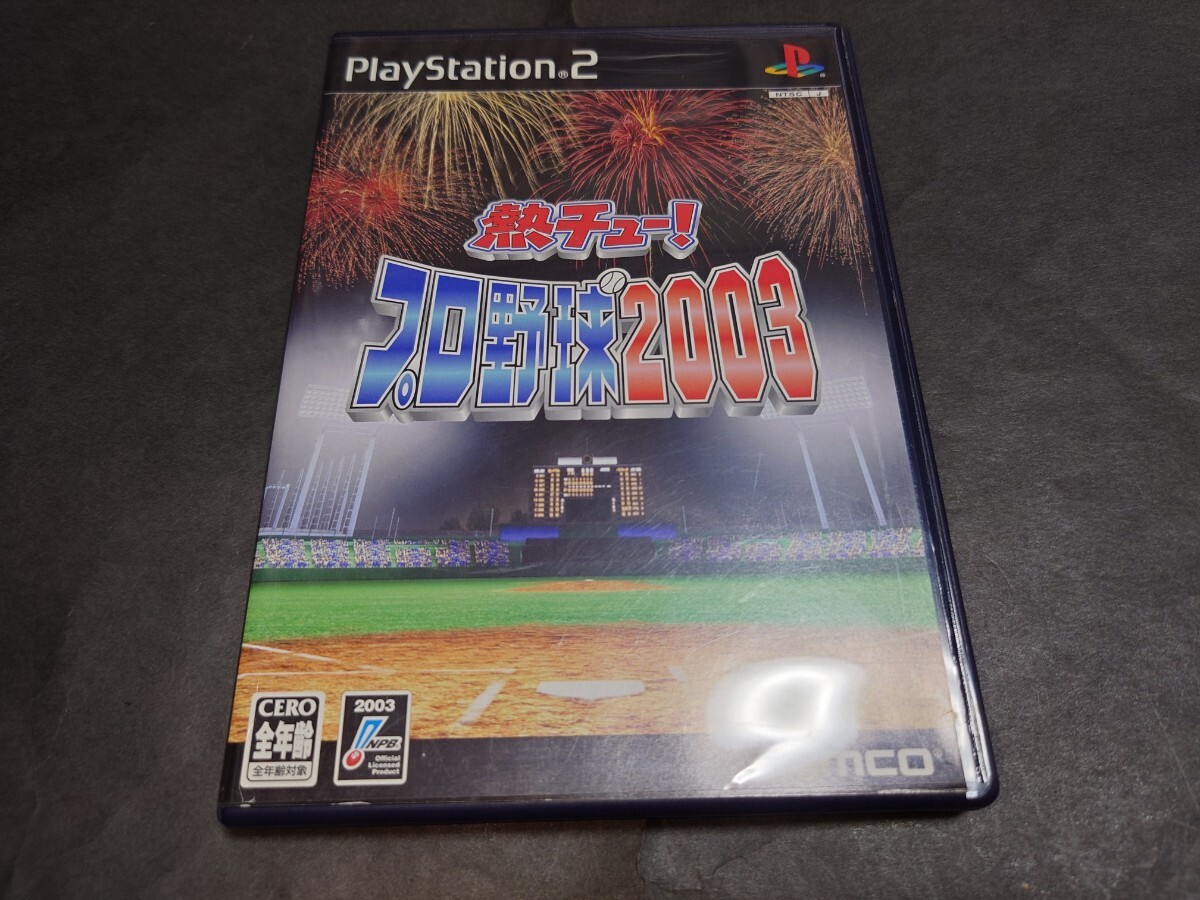 PlayStation®2
NTSC J
熱チュー!
プロ野球2003
CERO
全年齢
全年齢対象
2003
NPB
Official
Licensed
Product